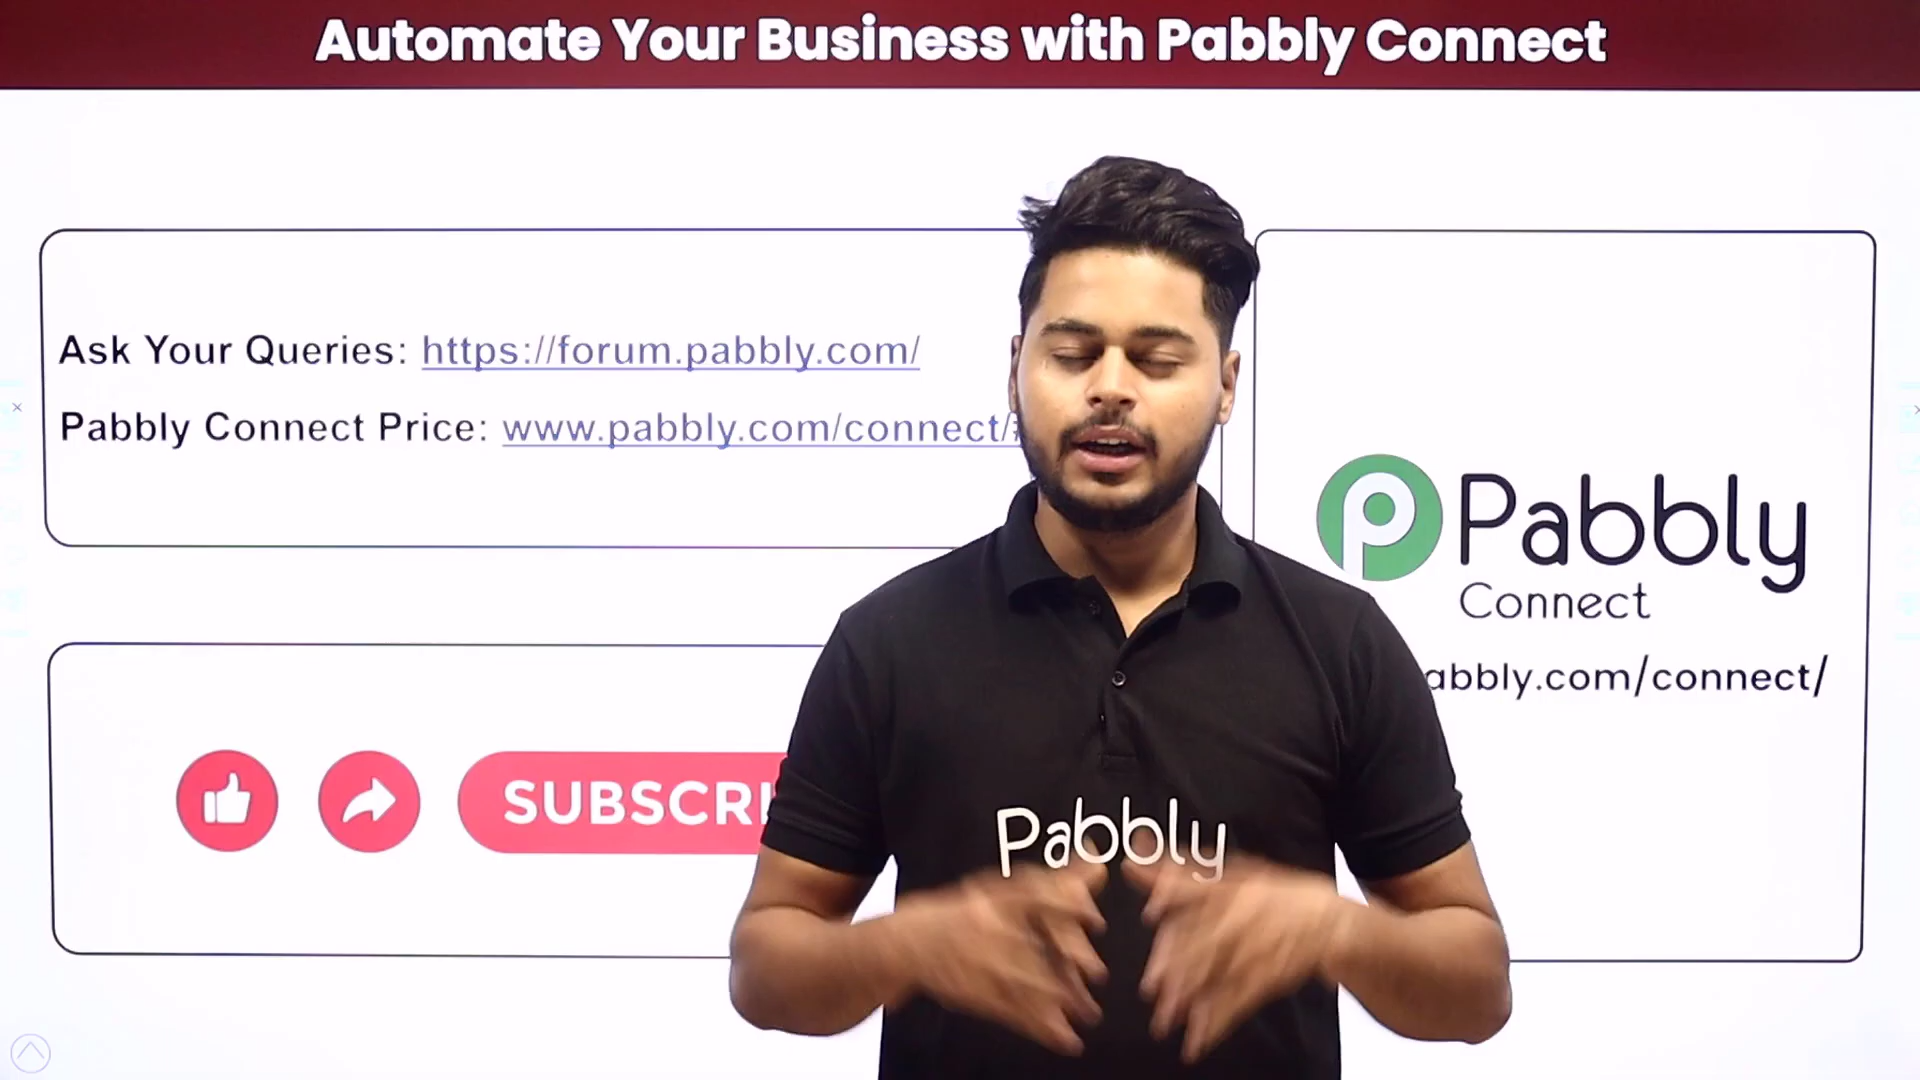 Automate Your Business with Pabbly Connect
Ask Your Queries: https://forum.pabbly.com/
Pabbly Connect Price: www.pabbly.com/connect/
Pabbly
Connect
abbly.com/connect/
SUBSCRI
Pabbly